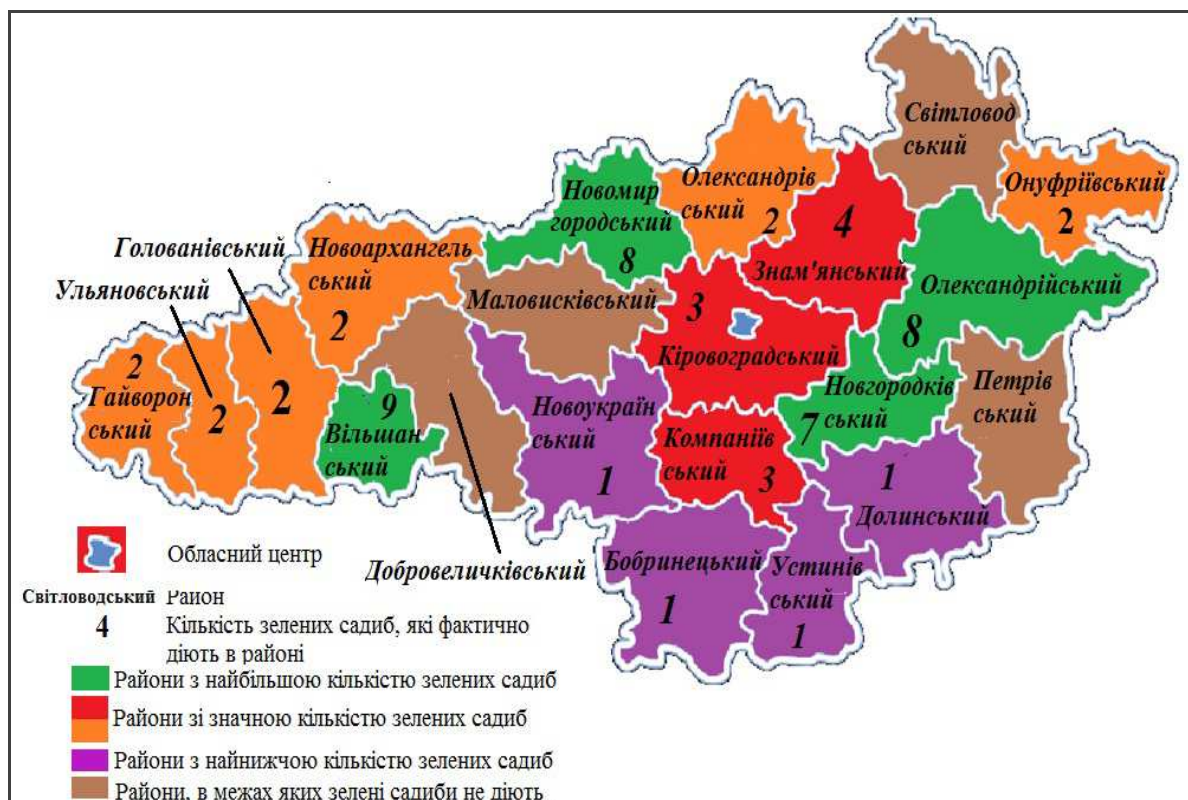 Світловод
ський
Олександрів
ський
2
Онуфріївський
2
Новомир
городський
8
4
Знам'янський
Голованівський
Новоархангель
ський
2
Ульяновський
Маловисківський
3
Кіровоградський
Олександрійський
8
2
Гайворон
ський
2
2
9
Вільшан
ський
Новоукраїн
ський
1
Компаніїв
ський
3
Новгородків
ський
7
Петрів
ський
1
Долинський
Добровеличківський
Бобринецький
1
Устинів
ський
1
Обласний центр
Світловодський Район
4 Кількість зелених садиб, які фактично
діють в районі
Райони з найбільшою кількістю зелених садиб
Райони зі значною кількістю зелених садиб
Райони з найнижчою кількістю зелених садиб
Райони, в межах яких зелені садиби не діють